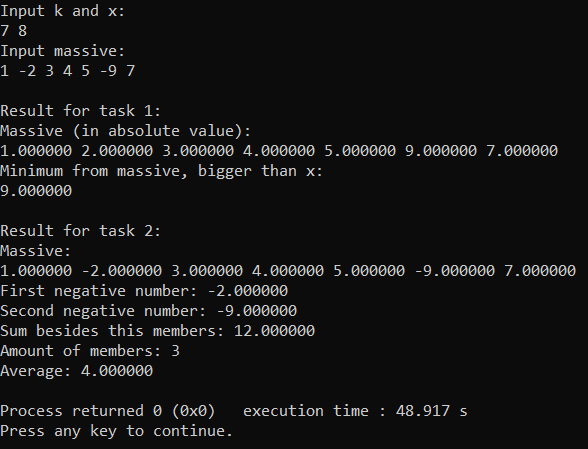 Input k and x:
7 8
Input massive:
1 -2 3 4 5 -9 7
Result for task 1:
Massive (in absolute value):
1.000000 2.000000 3.000000 4.000000 5.000000 9.000000 7.000000
Minimum from massive, bigger than x:
9.000000
Result for task 2:
Massive:
1.000000 -2.000000 3.000000 4.000000 5.000000 -9.000000 7.000000
First negative number: -2.000000
Second negative number: -9.000000
Sum besides this members: 12.000000
Amount of members: 3
Average: 4.000000
Process returned 0 (0x0)   execution time : 48.917 s
Press any key to continue.